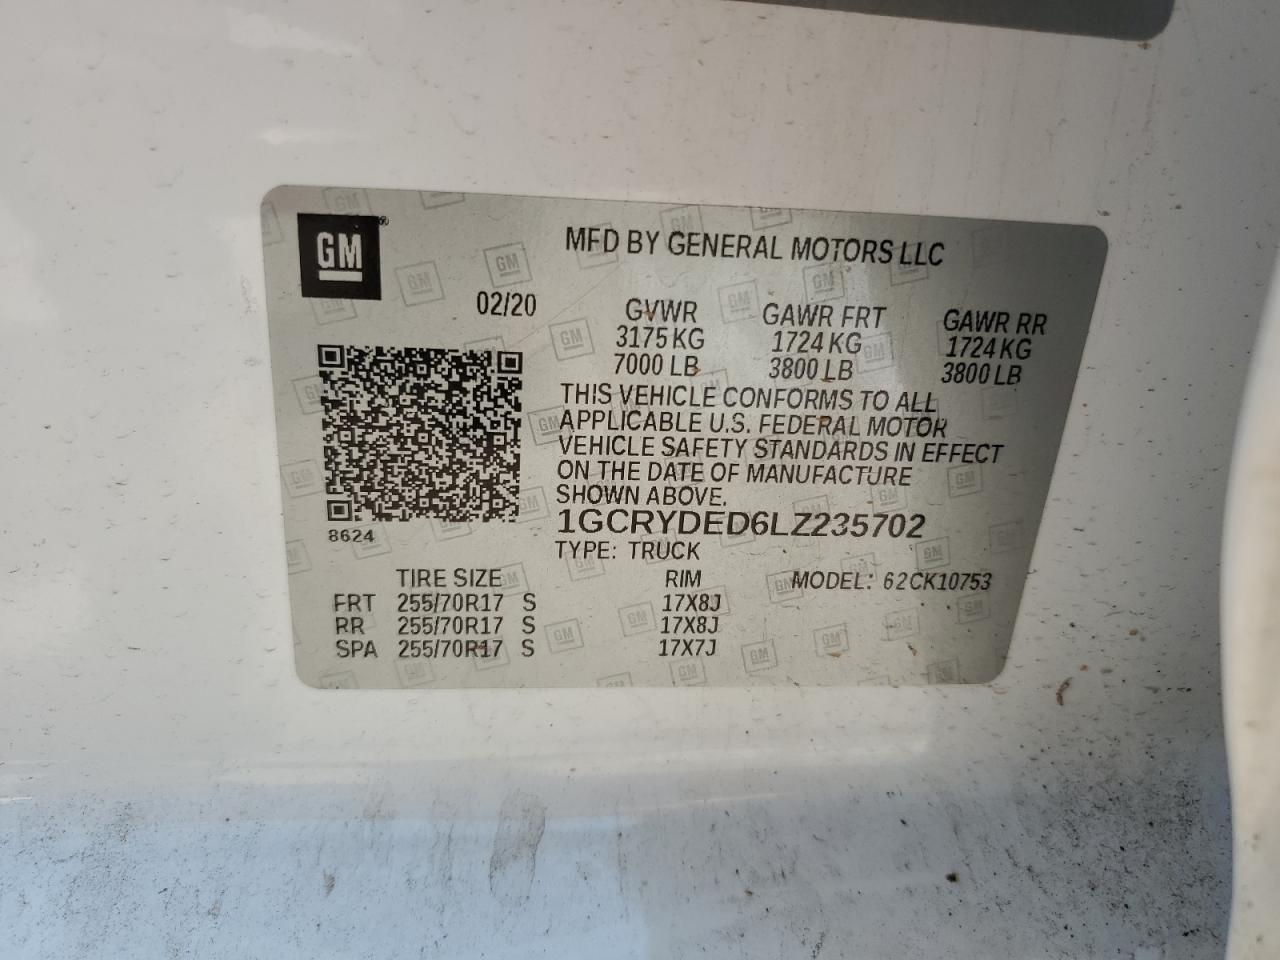 GM®
MFD BY GENERAL MOTORS LLC
02/20
GVWR GAWR FRT GAWR RR
3175 KG 1724 KG 1724 KG
7000 LB 3800 LB 3800 LB
THIS VEHICLE CONFORMS TO ALL
APPLICABLE U.S. FEDERAL MOTOR
VEHICLE SAFETY STANDARDS IN EFFECT
ON THE DATE OF MANUFACTURE
SHOWN ABOVE.
1GCRYDED6LZ235702
8624
TYPE: TRUCK
TIRE SIZE RIM MODEL: 62CK10753
FRT 255/70R17 S 17X8J
RR 255/70R17 S 17X8J
SPA 255/70R17 S 17X7J